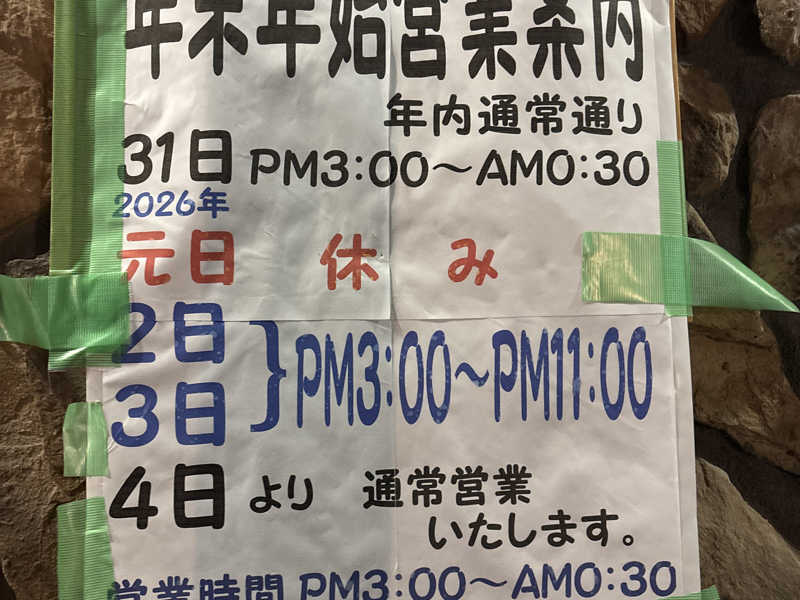 年末年始営業案内
年内通常通り
31日 PM3:00～AM0:30
2026年
元日 休み
2日
3日 } PM3:00～PM11:00
4日 より 通常営業
いたします。
営業時間 PM3:00～AM0:30